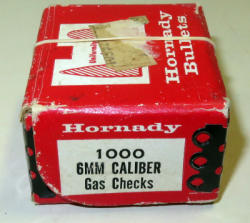 Hornady
Bullets
Hornady
1000
6MM CALIBER
Gas Checks